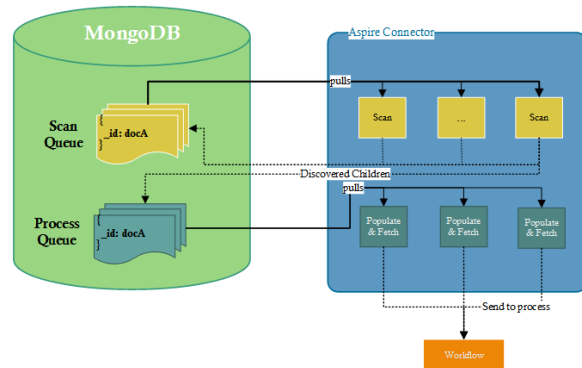 MongoDB
Aspire Connector
pulls
Scan
Queue
{
_id: docA
}
Scan
...
Scan
Discovered Children
pulls
Process
Queue
{
_id: docA
}
Populate
& Fetch
Populate
& Fetch
Populate
& Fetch
Send to process
Workflow